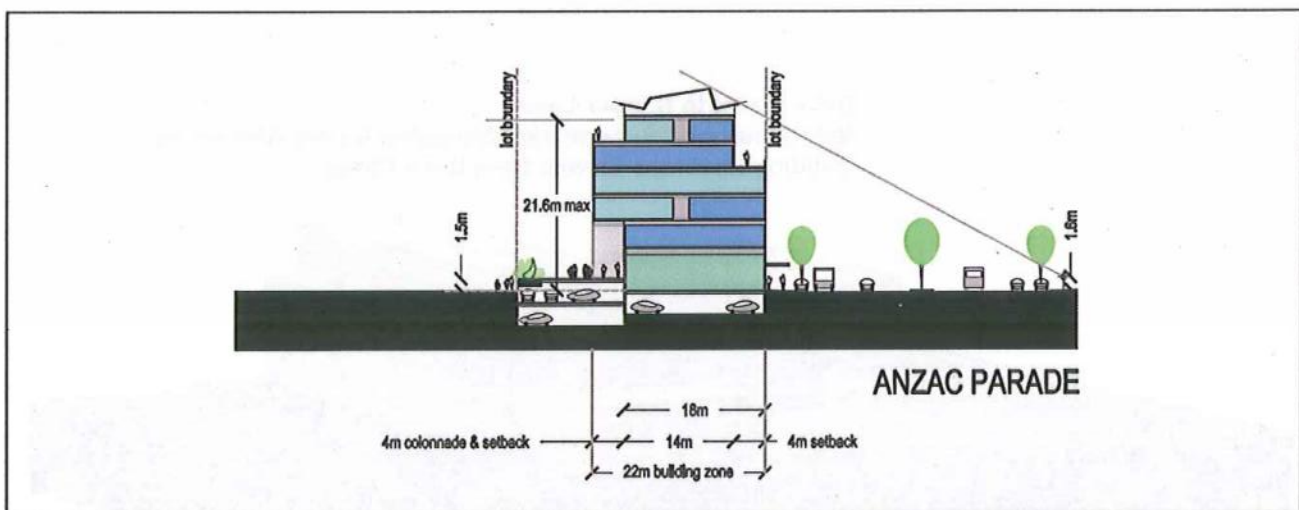 lot boundary
lot boundary
21.6m max
1.5m
1.6m
ANZAC PARADE
18m
4m colonnade & setback
14m
4m setback
22m building zone